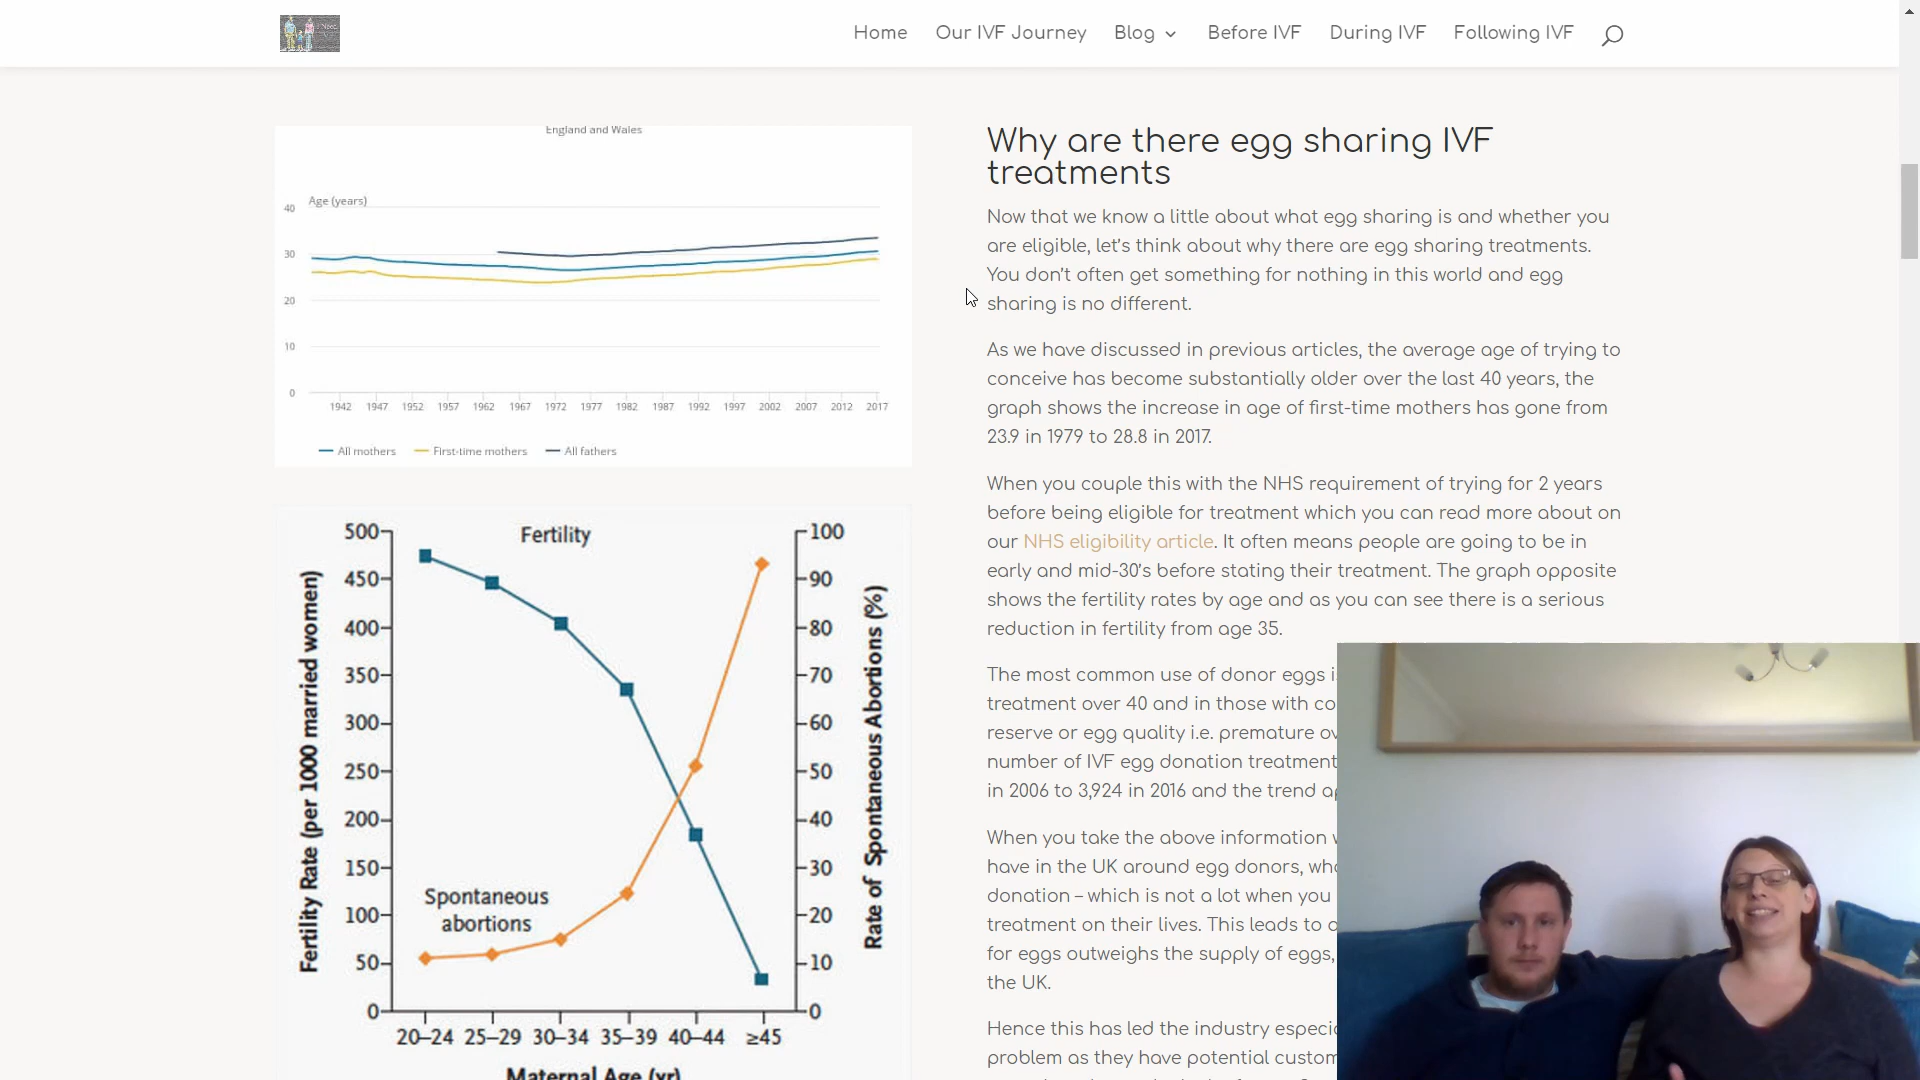 Home Our IVF Journey Blog Before IVF During IVF Following IVF
England and Wales
Age (years)
40
30
20
10
0
1942 1947 1952 1957 1962 1967 1972 1977 1982 1987 1992 1997 2002 2007 2012 2017
All mothers First-time mothers All fathers
Fertility
Fertility Rate (per 1000 married women)
500
450
400
350
300
250
200
150
100
50
0
Rate of Spontaneous Abortions (%)
100
90
80
70
60
50
40
30
20
10
0
Spontaneous
abortions
20–24 25–29 30–34 35–39 40–44 ≥45
Maternal Age (yr)
Why are there egg sharing IVF
treatments
Now that we know a little about what egg sharing is and whether you
are eligible, let's think about why there are egg sharing treatments.
You don't often get something for nothing in this world and egg
sharing is no different.
As we have discussed in previous articles, the average age of trying to
conceive has become substantially older over the last 40 years, the
graph shows the increase in age of first-time mothers has gone from
23.9 in 1979 to 28.8 in 2017.
When you couple this with the NHS requirement of trying for 2 years
before being eligible for treatment which you can read more about on
our NHS eligibility article. It often means people are going to be in
early and mid-30's before stating their treatment. The graph opposite
shows the fertility rates by age and as you can see there is a serious
reduction in fertility from age 35.
The most common use of donor eggs
treatment over 40 and in those with
reserve or egg quality i.e. premature
number of IVF egg donation
in 2006 to 3,924 in 2016 and the trend
When you take the above information
have in the UK around egg donors,
donation – which is not a lot when you
treatment on their lives. This leads to
for eggs outweighs the supply of eggs,
the UK.
Hence this has led the industry
problem as they have potential